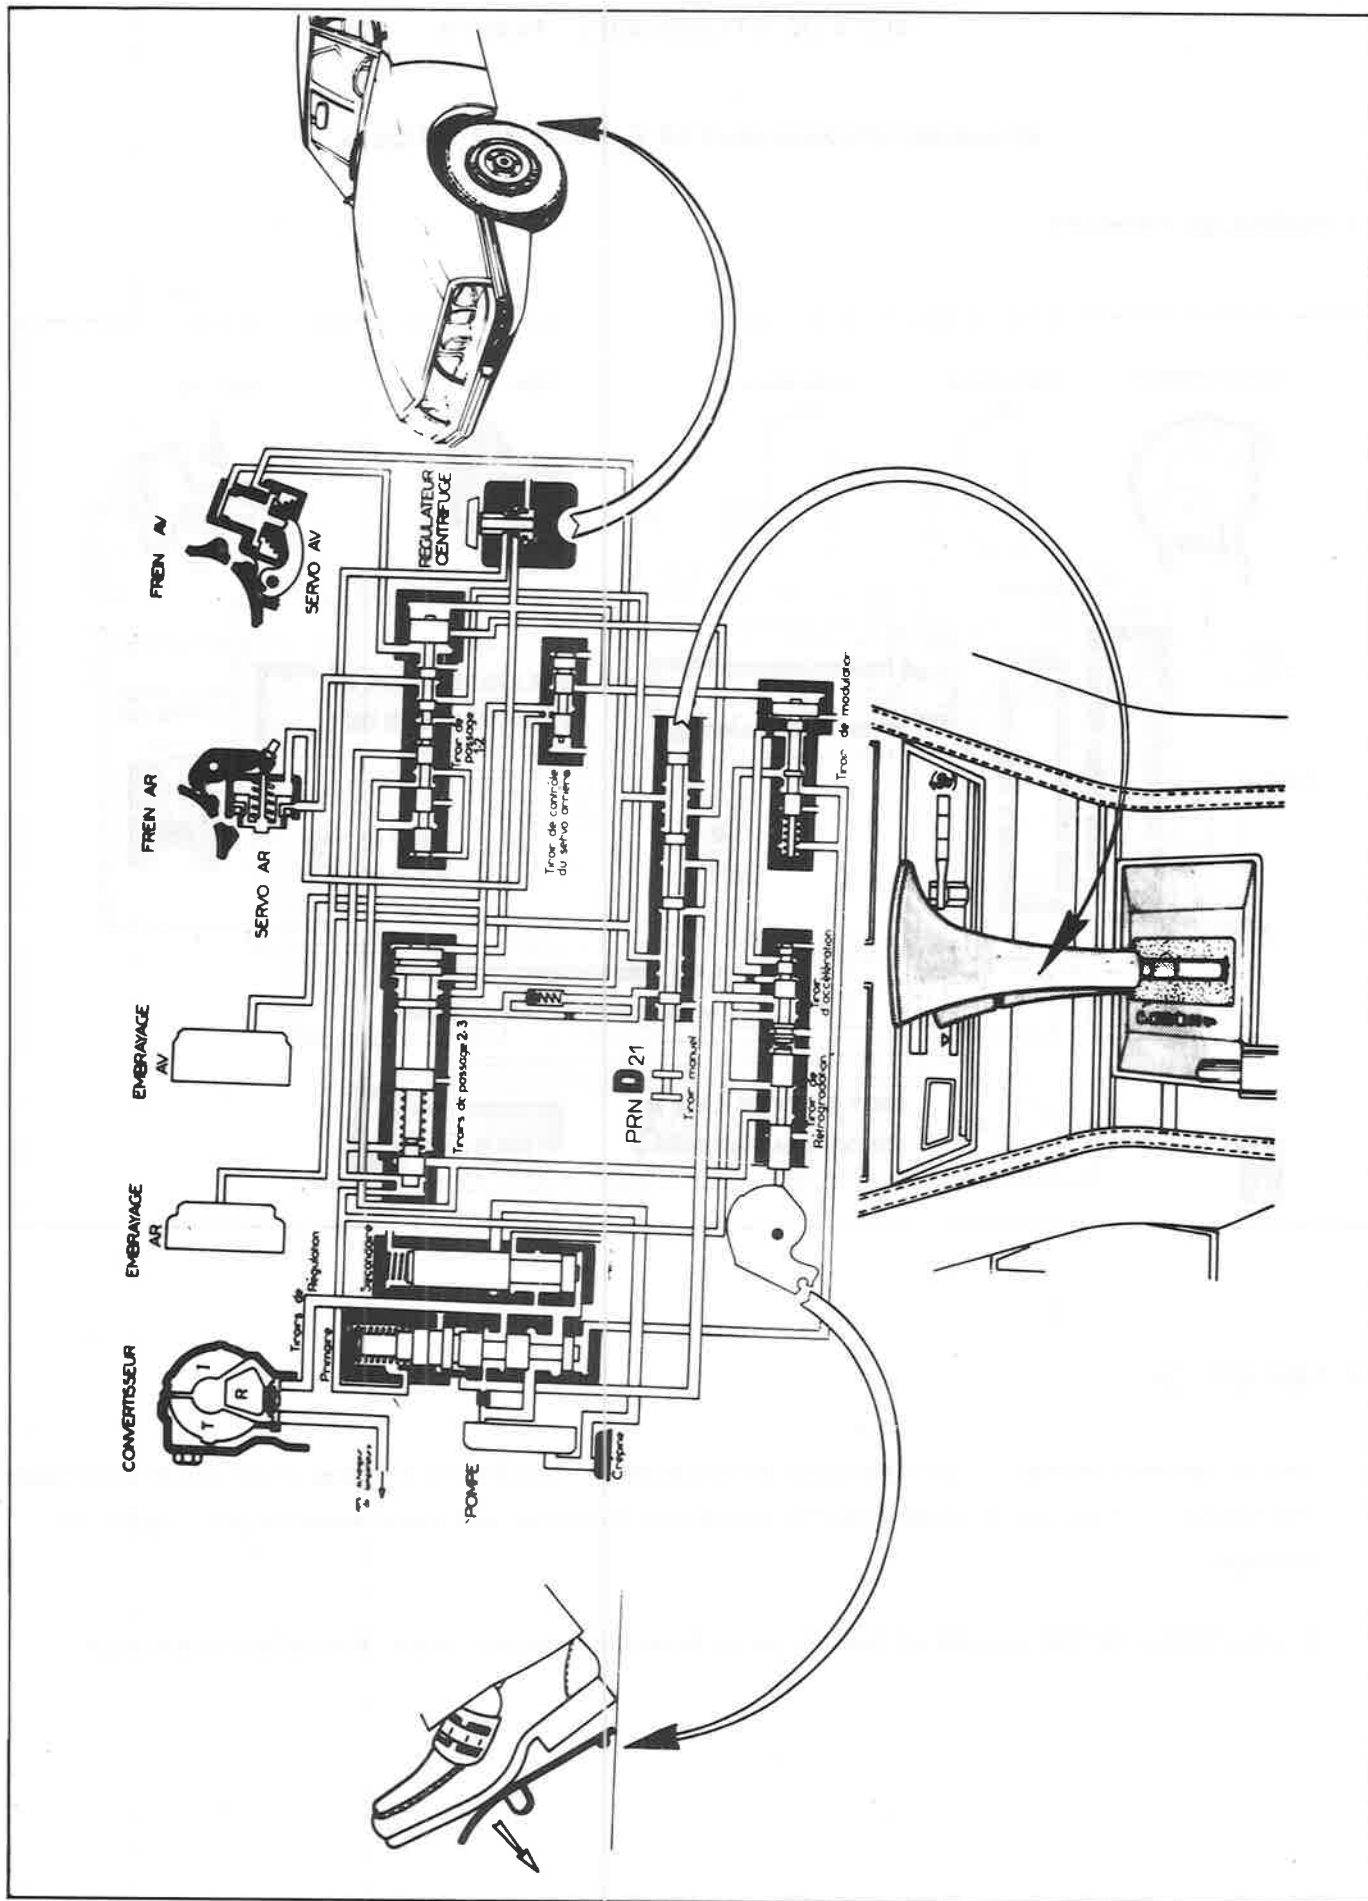 CONVERTISSEUR
EMBRAYAGE
AR
EMBRAYAGE
AV
FREIN AR
FREIN AV
SERVO AR
SERVO AV
T
I
R
Tiroirs de
Régulation
Primaire
Secondaire
POMPE
Crépine
Tiroirs de passage 2.3
Tiroir de
passage
1-2
REGULATEUR
CENTRIFUGE
Tiroir de contrôle
du servo arrière
PRN D 21
Tiroir manuel
Tiroir de
Rétrogradation
Tiroir
d'accélération
Tiroir de modulation